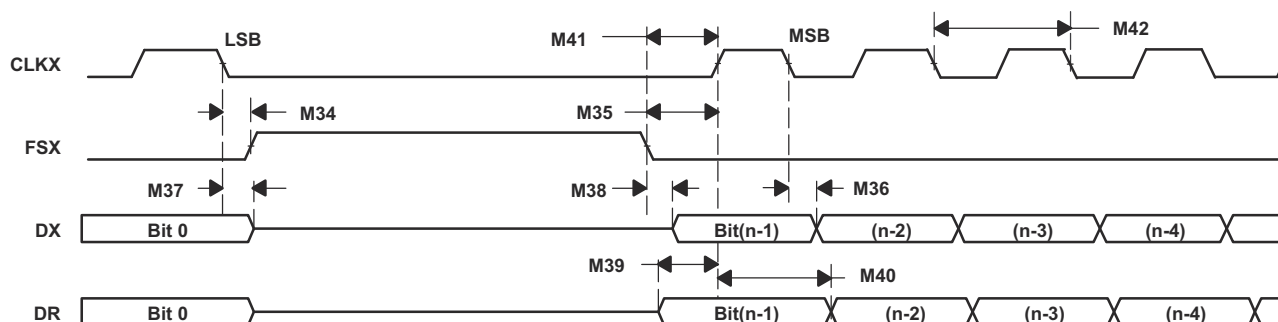 LSB M41 MSB M42
CLKX
M34 M35
FSX
M37 M38 M36
DX Bit 0 Bit(n-1) (n-2) (n-3) (n-4)
M39 M40
DR Bit 0 Bit(n-1) (n-2) (n-3) (n-4)